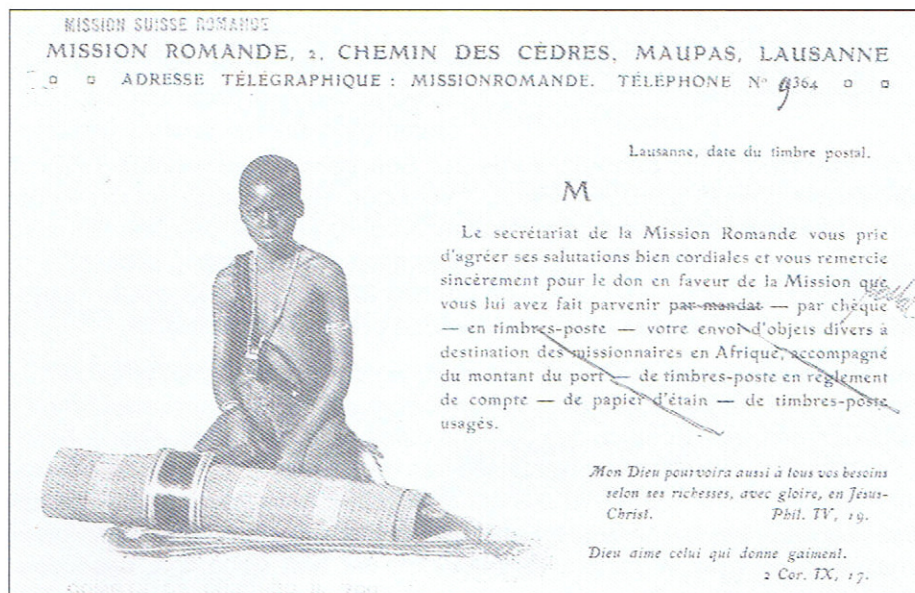 MISSION SUISSE ROMANDE
MISSION ROMANDE, 2, CHEMIN DES CÈDRES, MAUPAS, LAUSANNE
ADRESSE TÉLÉGRAPHIQUE : MISSIONROMANDE. TÉLÉPHONE Nº 9364
Lausanne, date du timbre postal.
M
Le secrétariat de la Mission Romande vous prie
d'agréer ses salutations bien cordiales et vous remercie
sincèrement pour le don en faveur de la Mission que
vous lui avez fait parvenir par mandat — par chèque
— en timbres-poste — votre envoi d'objets divers à
destination des missionnaires en Afrique, accompagné
du montant du port — de timbres-poste en règlement
de compte — de papier d'étain — de timbres-poste
usagés.
Mon Dieu pourvoira aussi à tous vos besoins
selon ses richesses, avec gloire, en Jésus-
Christ. Phil. IV, 19.
Dieu aime celui qui donne gaiment.
2 Cor. IX, 17.